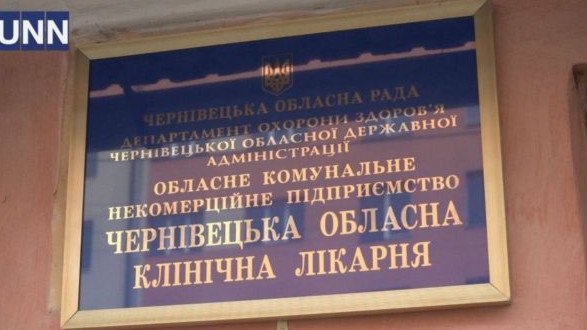 UNN
ЧЕРНІВЕЦЬКА ОБЛАСНА РАДА
ДЕПАРТАМЕНТ ОХОРОНИ ЗДОРОВ'Я
ЧЕРНІВЕЦЬКОЇ ОБЛАСНОЇ ДЕРЖАВНОЇ
АДМІНІСТРАЦІЇ
ОБЛАСНЕ КОМУНАЛЬНЕ
НЕКОМЕРЦІЙНЕ ПІДПРИЄМСТВО
ЧЕРНІВЕЦЬКА ОБЛАСНА
КЛІНІЧНА ЛІКАРНЯ